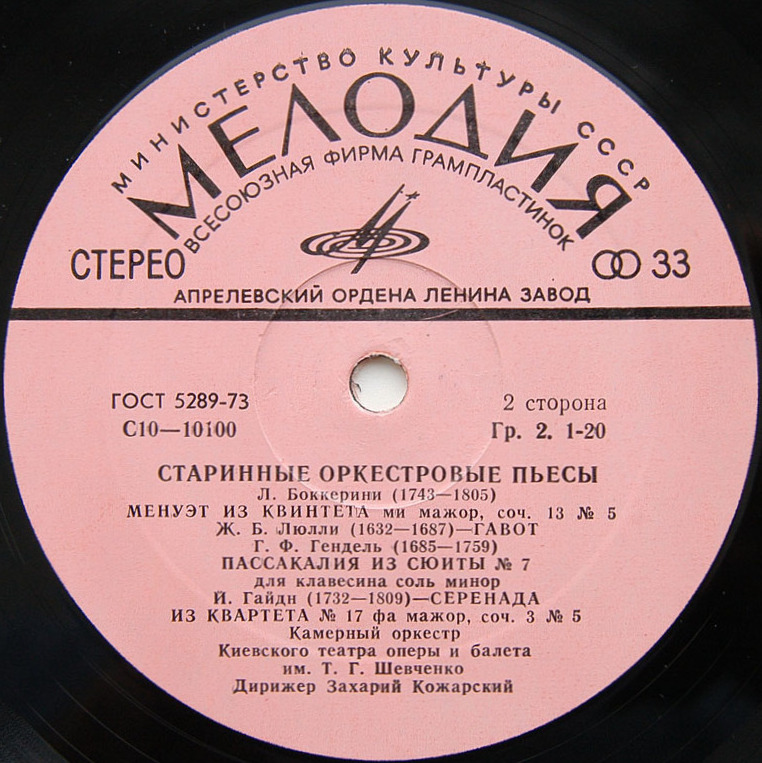 МИНИСТЕРСТВО КУЛЬТУРЫ СССР
МЕЛОДИЯ
ВСЕСОЮЗНАЯ ФИРМА ГРАМПЛАСТИНОК
СТЕРЕО
33
АПРЕЛЕВСКИЙ ОРДЕНА ЛЕНИНА ЗАВОД
ГОСТ 5289-73
2 сторона
С10—10100
Гр. 2. 1-20
СТАРИННЫЕ ОРКЕСТРОВЫЕ ПЬЕСЫ
Л. Боккерини (1743—1805)
МЕНУЭТ ИЗ КВИНТЕТА ми мажор, соч. 13 № 5
Ж. Б. Люлли (1632—1687)—ГАВОТ
Г. Ф. Гендель (1685—1759)
ПАССАКАЛИЯ ИЗ СЮИТЫ № 7
для клавесина соль минор
Й. Гайдн (1732—1809)—СЕРЕНАДА
ИЗ КВАРТЕТА № 17 фа мажор, соч. 3 № 5
Камерный оркестр
Киевского театра оперы и балета
им. Т. Г. Шевченко
Дирижер Захарий Кожарский